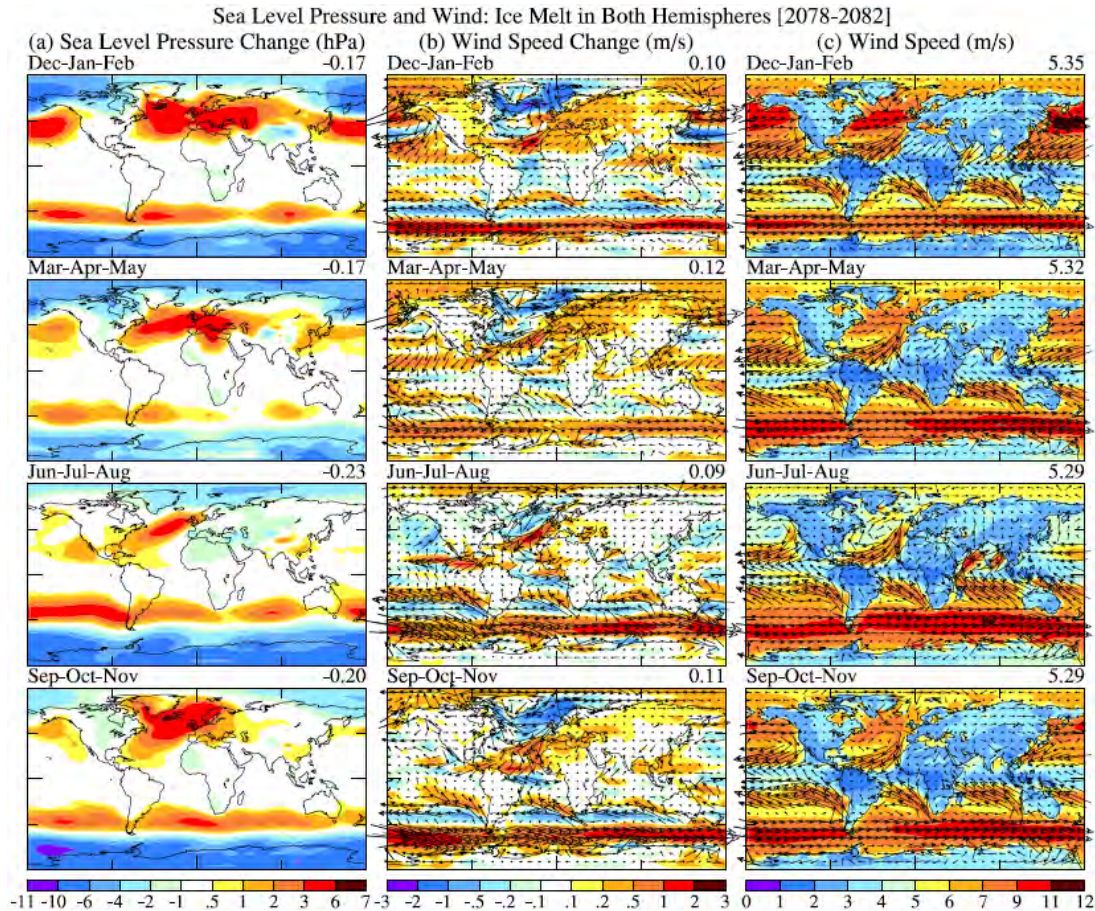 Sea Level Pressure and Wind: Ice Melt in Both Hemispheres [2078-2082]
(a) Sea Level Pressure Change (hPa) (b) Wind Speed Change (m/s) (c) Wind Speed (m/s)
Dec-Jan-Feb -0.17 Dec-Jan-Feb 0.10 Dec-Jan-Feb 5.35
Mar-Apr-May -0.17 Mar-Apr-May 0.12 Mar-Apr-May 5.32
Jun-Jul-Aug -0.23 Jun-Jul-Aug 0.09 Jun-Jul-Aug 5.29
Sep-Oct-Nov -0.20 Sep-Oct-Nov 0.11 Sep-Oct-Nov 5.29
-11 -10 -6 -4 -2 -1 .5 1 2 3 6 7 -3 -2 -1 -.5 -.2 -.1 .1 .2 .5 1 2 3 0 1 2 3 4 5 6 7 9 11 12